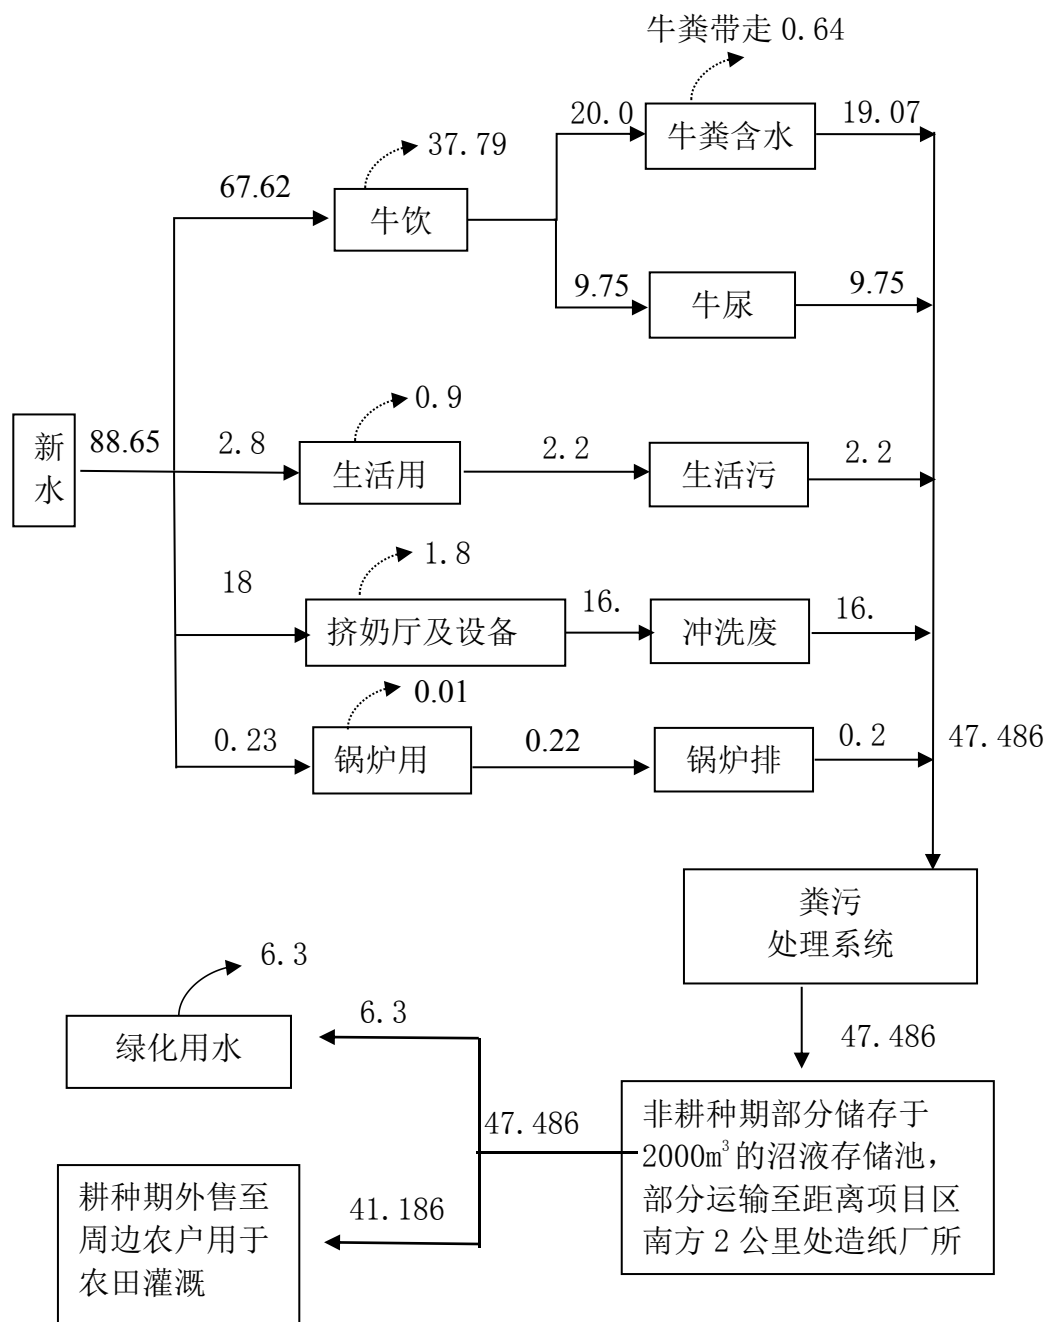 牛粪带走 0.64
20.0
牛粪含水
19.07
37.79
67.62
牛饮
9.75
牛尿
9.75
0.9
新
水
88.65
2.8
生活用
2.2
生活污
2.2
1.8
18
挤奶厅及设备
16.
冲洗废
16.
0.01
0.23
锅炉用
0.22
锅炉排
0.2
47.486
粪污
处理系统
6.3
6.3
绿化用水
47.486
47.486
非耕种期部分储存于
2000m³的沼液存储池，
部分运输至距离项目区
南方 2 公里处造纸厂所
41.186
耕种期外售至
周边农户用于
农田灌溉